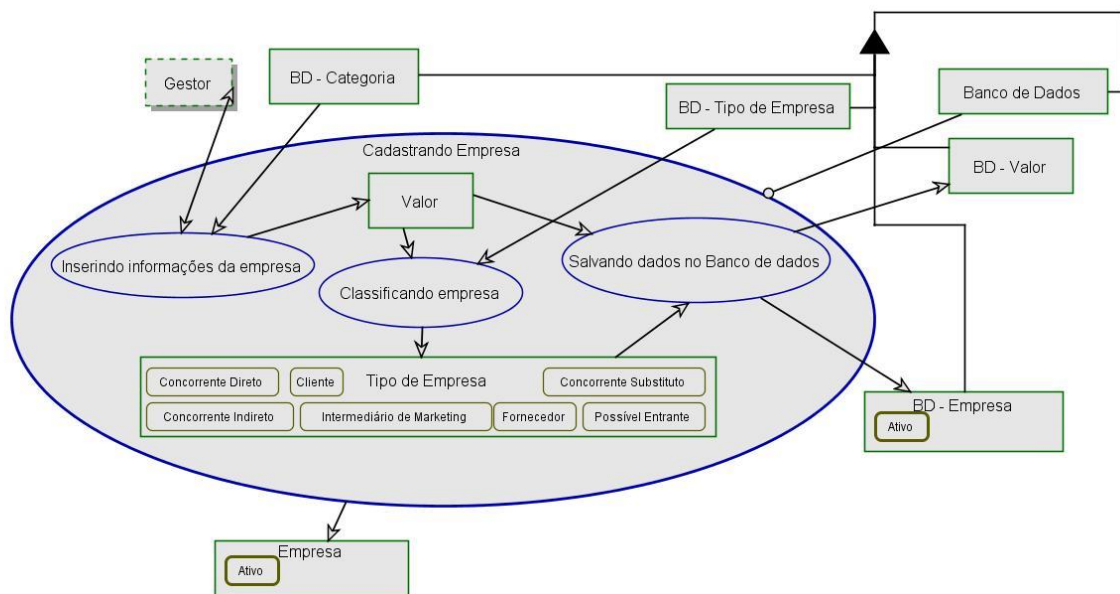 Gestor
BD - Categoria
BD - Tipo de Empresa
Banco de Dados
Cadastrando Empresa
BD - Valor
Valor
Inserindo informações da empresa
Salvando dados no Banco de dados
Classificando empresa
Tipo de Empresa
Concorrente Direto
Cliente
Concorrente Substituto
Concorrente Indireto
Intermediário de Marketing
Fornecedor
Possível Entrante
BD - Empresa
Ativo
Empresa
Ativo